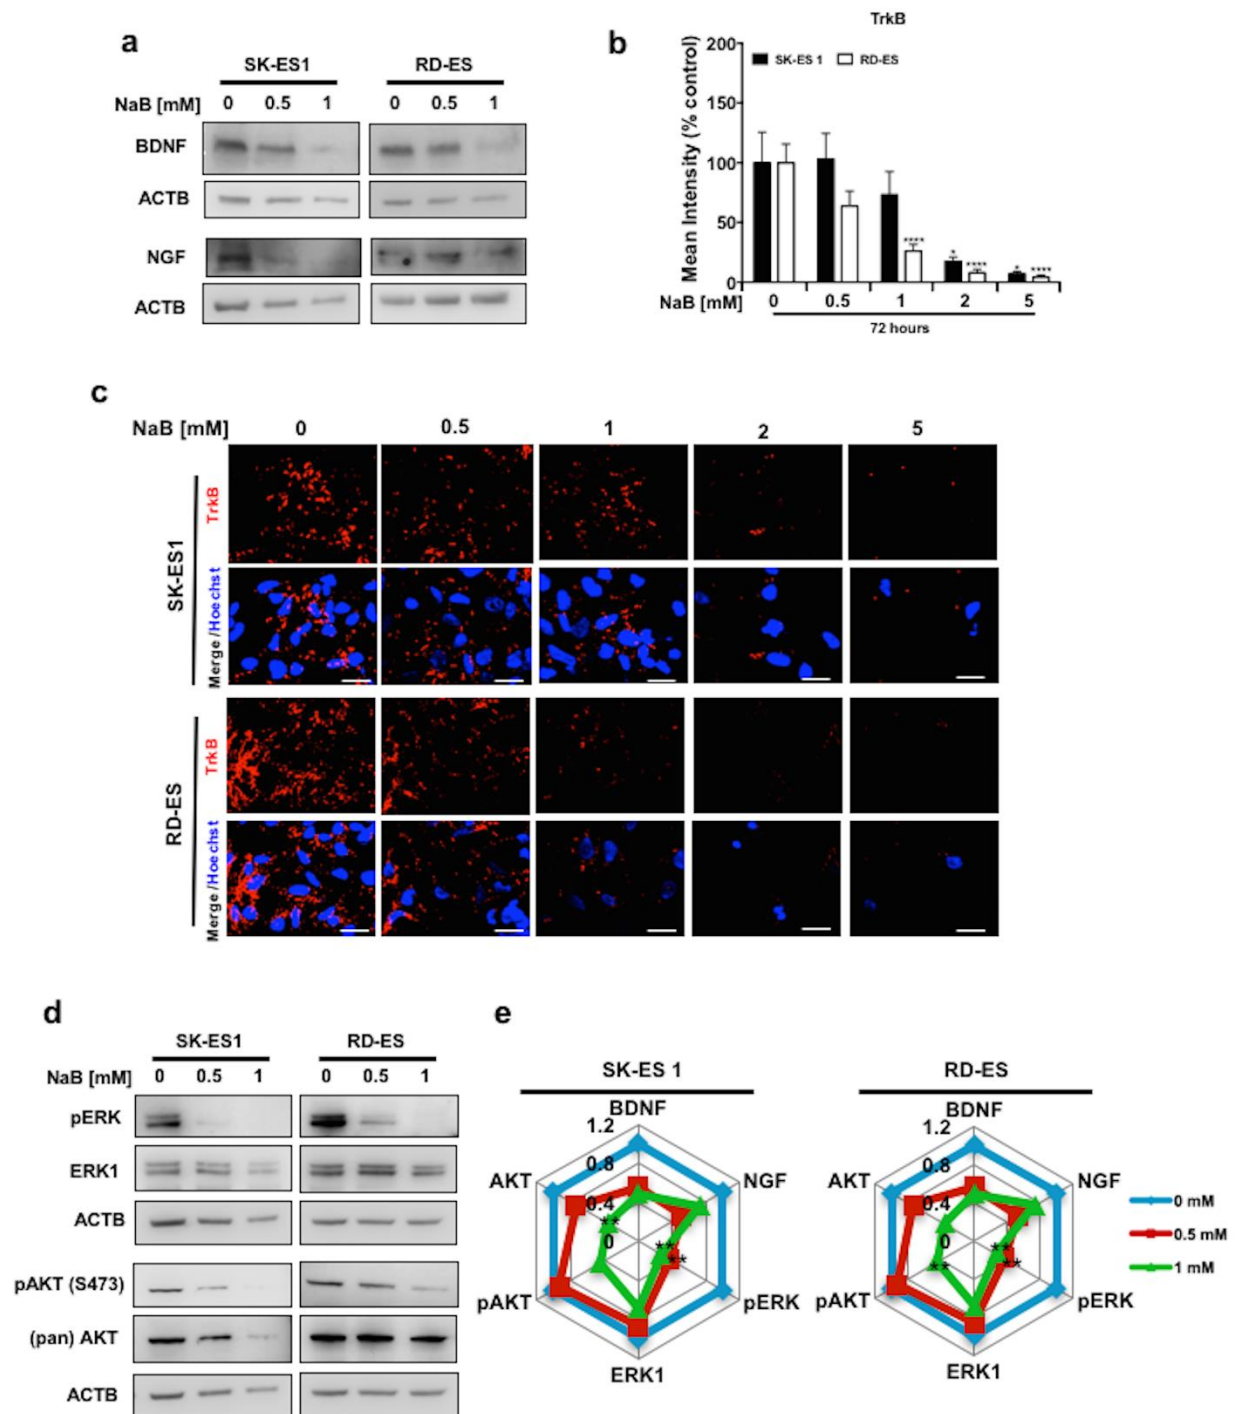 a
SK-ES1 RD-ES
NaB [mM] 0 0.5 1 0 0.5 1
BDNF
ACTB
NGF
ACTB
b
TrkB
SK-ES 1 RD-ES
Mean Intensity (% control)
200
150
100
50
0
**** * **** * ****
NaB [mM] 0 0.5 1 2 5
72 hours
c
NaB [mM] 0 0.5 1 2 5
SK-ES1
TrkB
Merge /Hoechst
RD-ES
TrkB
Merge /Hoechst
d
SK-ES1 RD-ES
NaB [mM] 0 0.5 1 0 0.5 1
pERK
ERK1
ACTB
pAKT (S473)
(pan) AKT
ACTB
e
SK-ES 1
BDNF
1.2
0.8
AKT NGF
0.4
**
0 **
**
pAKT pERK
ERK1
RD-ES
BDNF
1.2
0.8
AKT NGF
0.4
0 **
** **
pAKT pERK
ERK1
0 mM
0.5 mM
1 mM